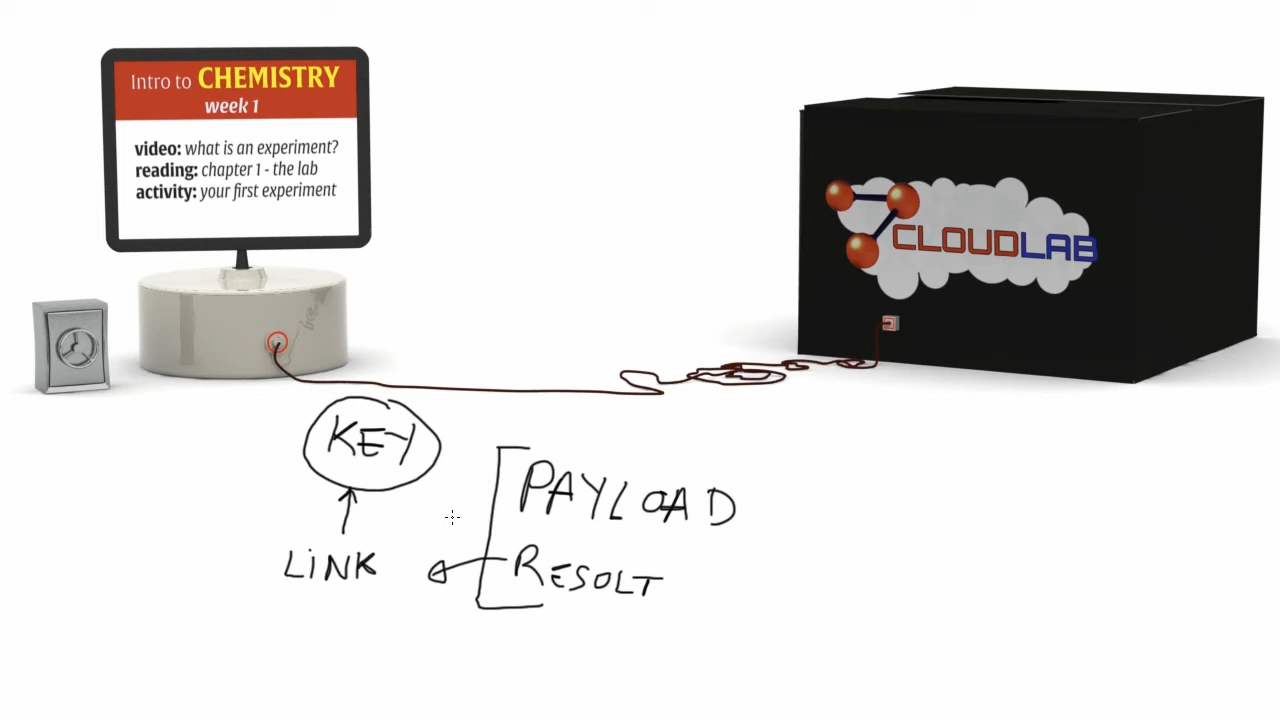 Intro to CHEMISTRY
week 1
video: what is an experiment?
reading: chapter 1 - the lab
activity: your first experiment
CLOUDLAB
KEY
PAYLOAD
LINK
RESOLT